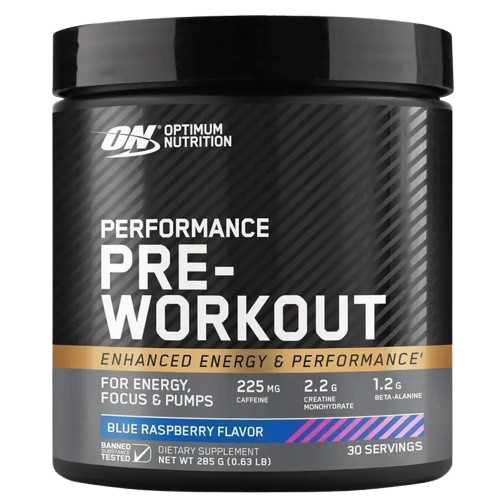 ON OPTIMUM
NUTRITION
PERFORMANCE
PRE-
WORKOUT
ENHANCED ENERGY & PERFORMANCE†
FOR ENERGY,
FOCUS & PUMPS
225 MG
CAFFEINE
2.2 G
CREATINE
MONOHYDRATE
1.2 G
BETA-ALANINE
BLUE RASPBERRY FLAVOR
30 SERVINGS
BANNED
SUBSTANCE
TESTED
DIETARY SUPPLEMENT
NET WT 285 G (0.63 LB)